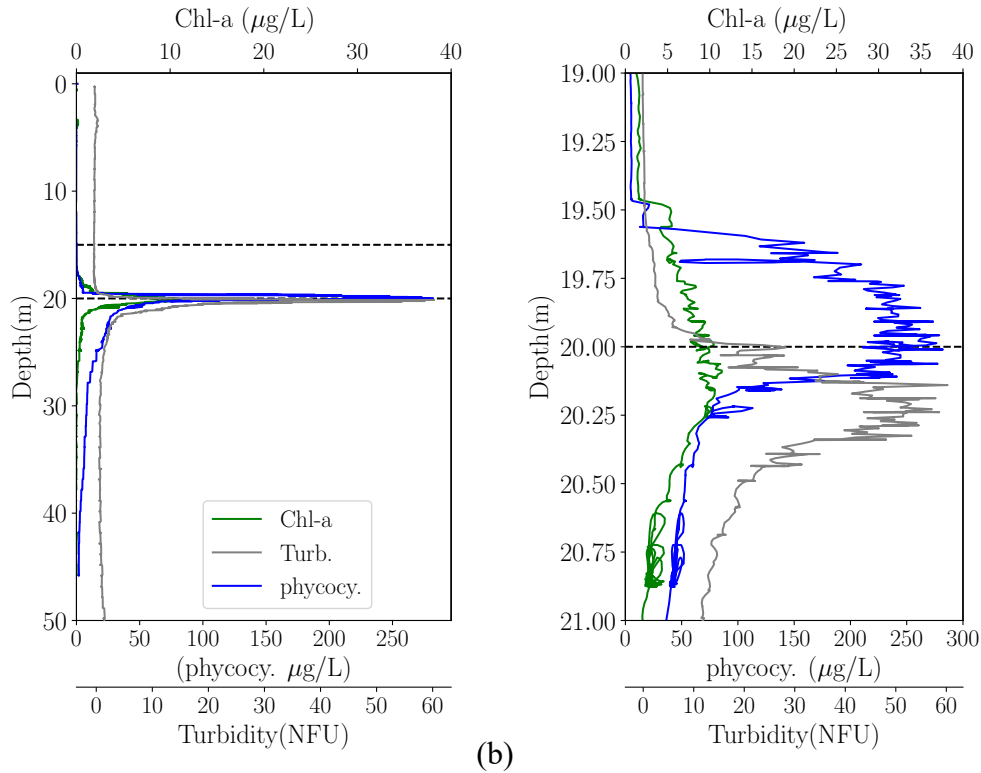 Chl-a (μg/L)
0 10 20 30 40
0
10
20
30
40
50
Depth(m)
Chl-a
Turb.
phycocy.
0 50 100 150 200 250
(phycocy. μg/L)
0 10 20 30 40 50 60
Turbidity(NFU)
Chl-a (μg/L)
0 5 10 15 20 25 30 35 40
19.00
19.25
19.50
19.75
20.00
20.25
20.50
20.75
21.00
Depth(m)
0 50 100 150 200 250 300
phycocy. (μg/L)
0 10 20 30 40 50 60
Turbidity(NFU)
(b)